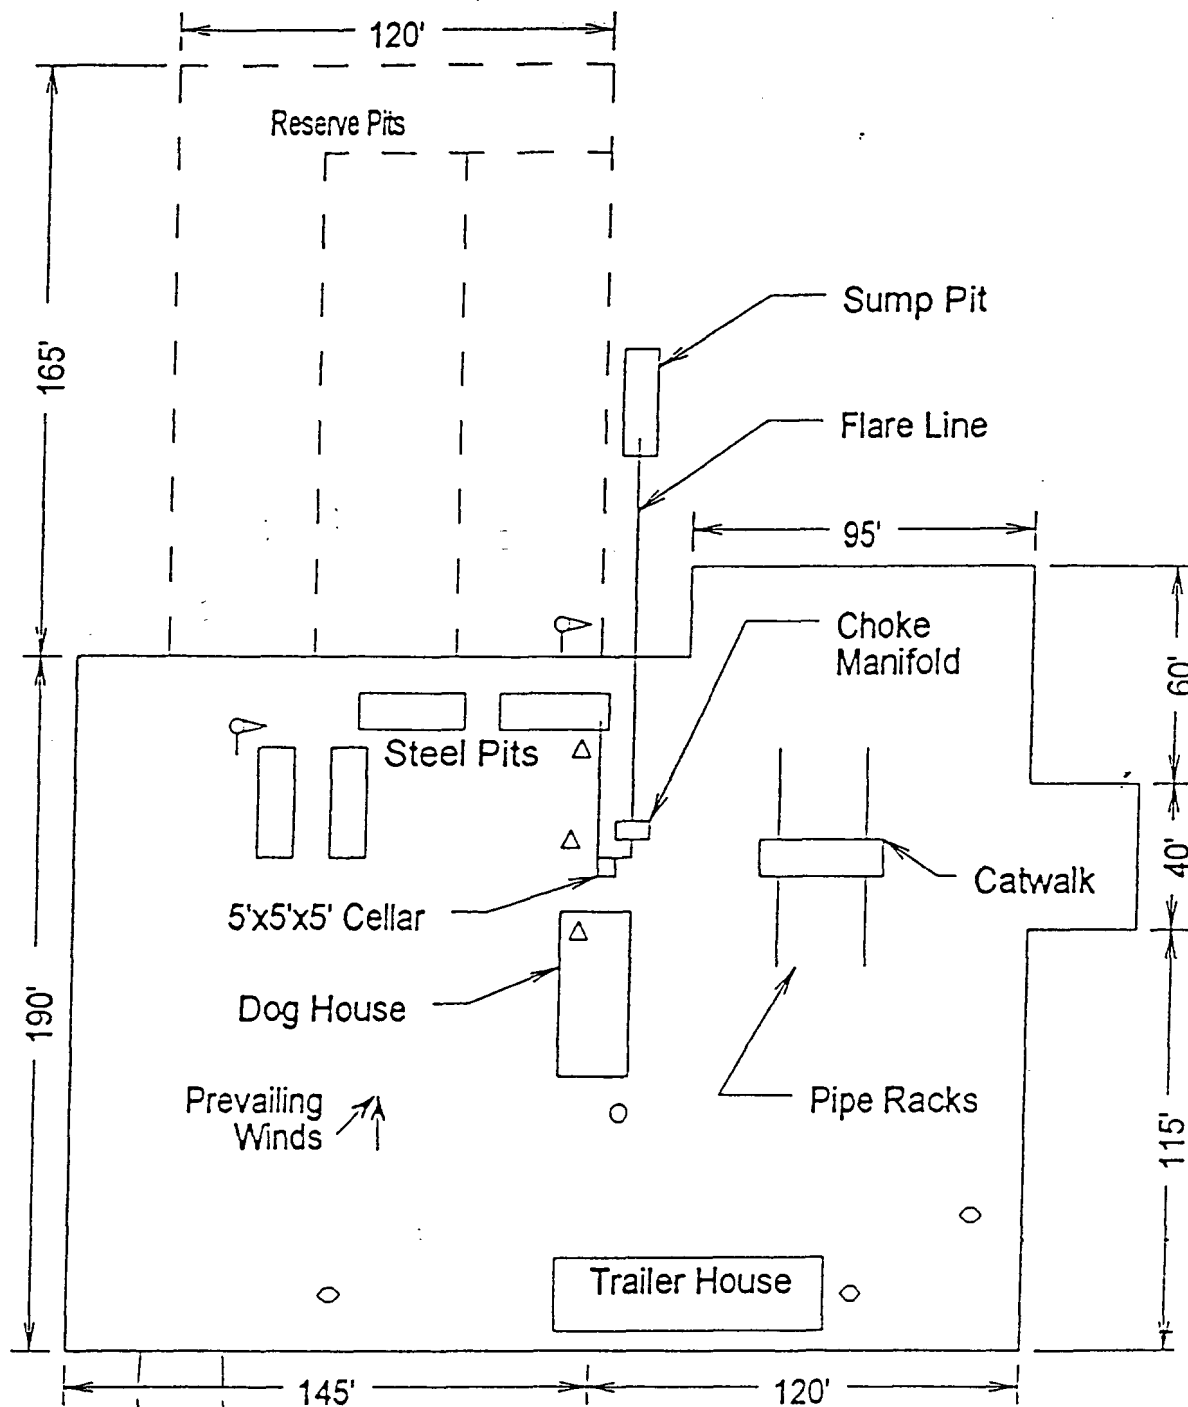 120'
Reserve Pits
165'
Sump Pit
Flare Line
95'
Choke
Manifold
60'
Steel Pits
40'
Catwalk
5'x5'x5' Cellar
190'
Dog House
Prevailing
Winds
Pipe Racks
115'
Trailer House
145'
120'